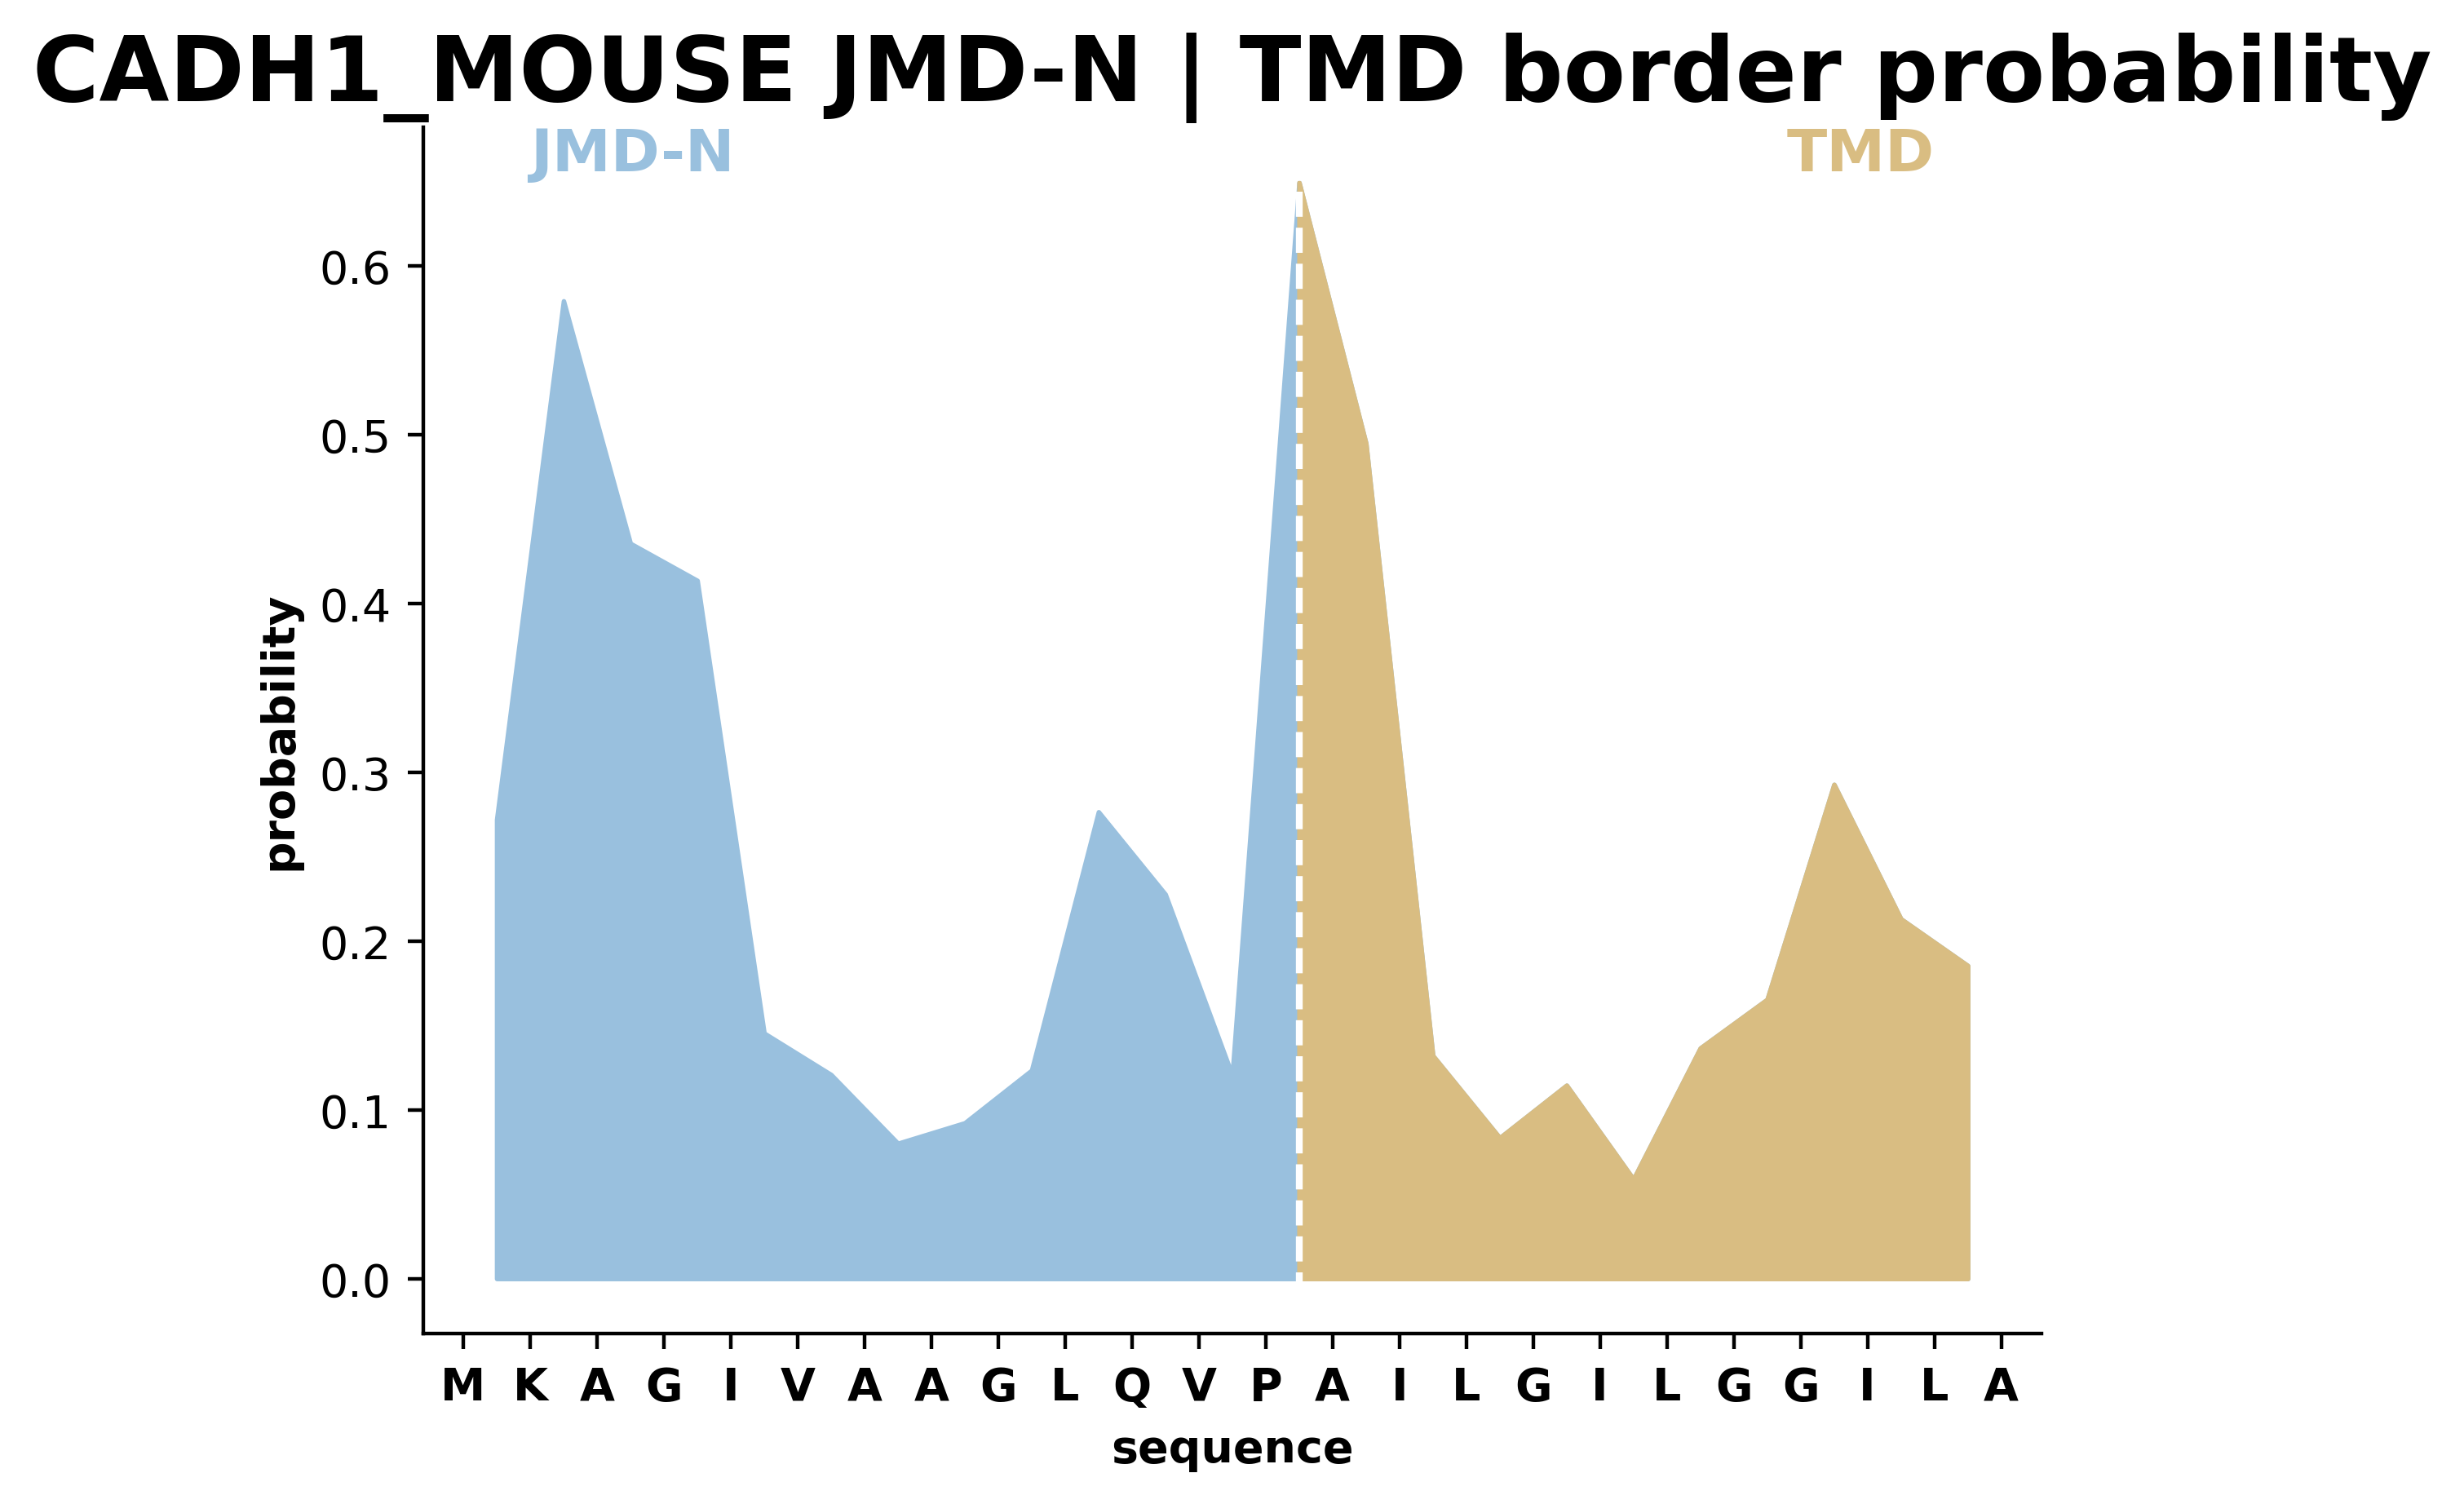 CADH1_MOUSE JMD-N | TMD border probability
JMD-N TMD
0.6
0.5
0.4
0.3
0.2
0.1
0.0
probability
M K A G I V A A G L Q V P A I L G I L G G I L A
sequence